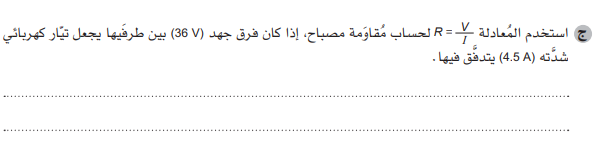 ج استخدم المُعادلة R = V/I لحساب مُقاوَمة مصباح، إذا كان فرق جهد (36 V) بين طرفَيها يجعل تيّار كهربائي
شدَّته (4.5 A) يتدفَّق فيها.